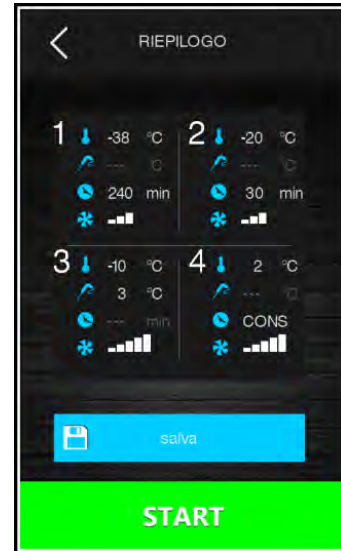 RIEPILOGO
1 -38 °C 2 -20 °C
--- °C --- °C
240 min 30 min
3 -10 °C 4 2 °C
3 °C --- °C
--- min CONS
salva
START